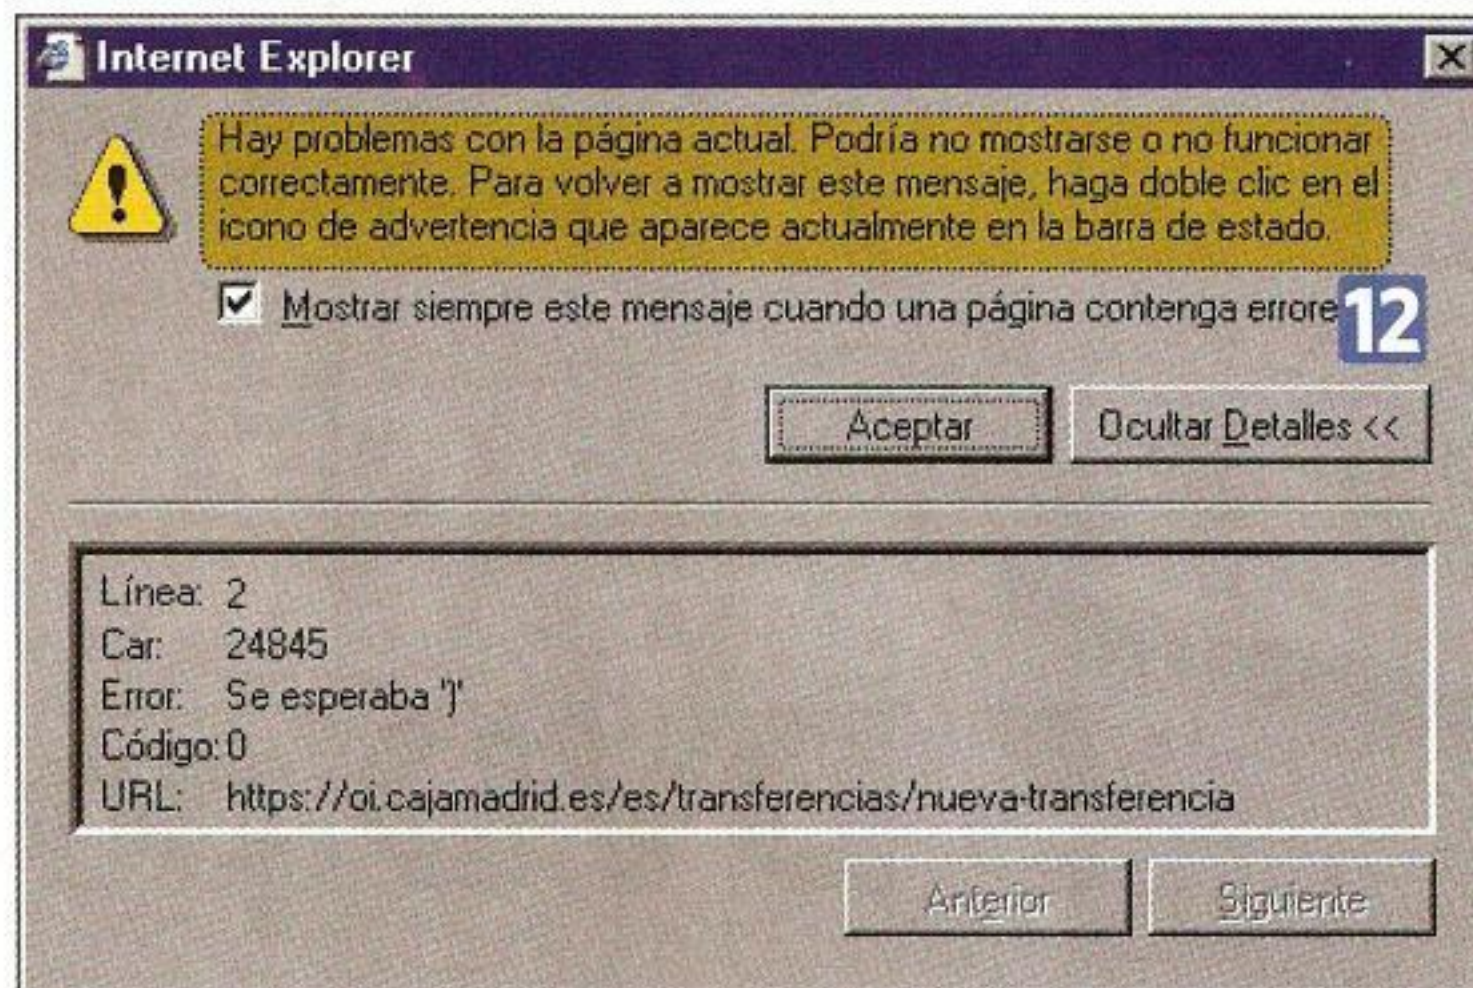 Internet Explorer
Hay problemas con la página actual. Podría no mostrarse o no funcionar
correctamente. Para volver a mostrar este mensaje, haga doble clic en el
icono de advertencia que aparece actualmente en la barra de estado.
Mostrar siempre este mensaje cuando una página contenga errore
12
Aceptar
Ocultar Detalles <<
Línea: 2
Car: 24845
Error: Se esperaba '}'
Código: 0
URL: https://oi.cajamadrid.es/es/transferencias/nueva-transferencia
Anterior
Siguiente